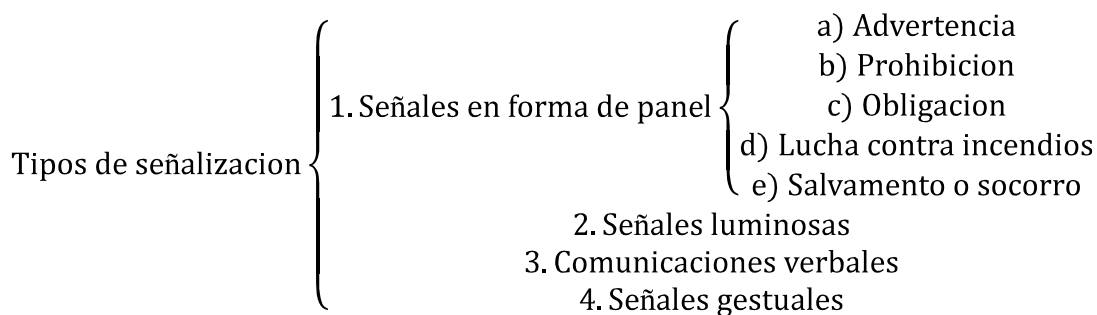 Tipos de señalizacion
1. Señales en forma de panel
a) Advertencia
b) Prohibicion
c) Obligacion
d) Lucha contra incendios
e) Salvamento o socorro
2. Señales luminosas
3. Comunicaciones verbales
4. Señales gestuales